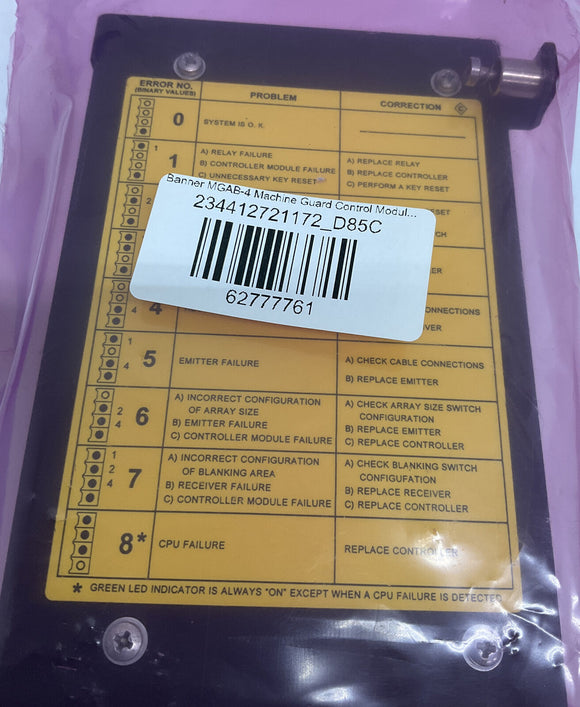 ERROR NO.
(BINARY VALUES)
PROBLEM
CORRECTION
C
0
SYSTEM IS O. K.
1
1
A) RELAY FAILURE
B) CONTROLLER MODULE FAILURE
C) UNNECESSARY KEY RESET
A) REPLACE RELAY
B) REPLACE CONTROLLER
C) PERFORM A KEY RESET
2
Banner MGAB-4 Machine Guard Control Modul...
234412721172_D85C
62777761
4
4
1
4
5
EMITTER FAILURE
A) CHECK CABLE CONNECTIONS
B) REPLACE EMITTER
2
4
6
A) INCORRECT CONFIGURATION
OF ARRAY SIZE
B) EMITTER FAILURE
C) CONTROLLER MODULE FAILURE
A) CHECK ARRAY SIZE SWITCH
CONFIGURATION
B) REPLACE EMITTER
C) REPLACE CONTROLLER
1
2
4
7
A) INCORRECT CONFIGURATION
OF BLANKING AREA
B) RECEIVER FAILURE
C) CONTROLLER MODULE FAILURE
A) CHECK BLANKING SWITCH
CONFIGUFATION
B) REPLACE RECEIVER
C) REPLACE CONTROLLER
8*
CPU FAILURE
REPLACE CONTROLLER
* GREEN LED INDICATOR IS ALWAYS "ON" EXCEPT WHEN A CPU FAILURE IS DETECTED